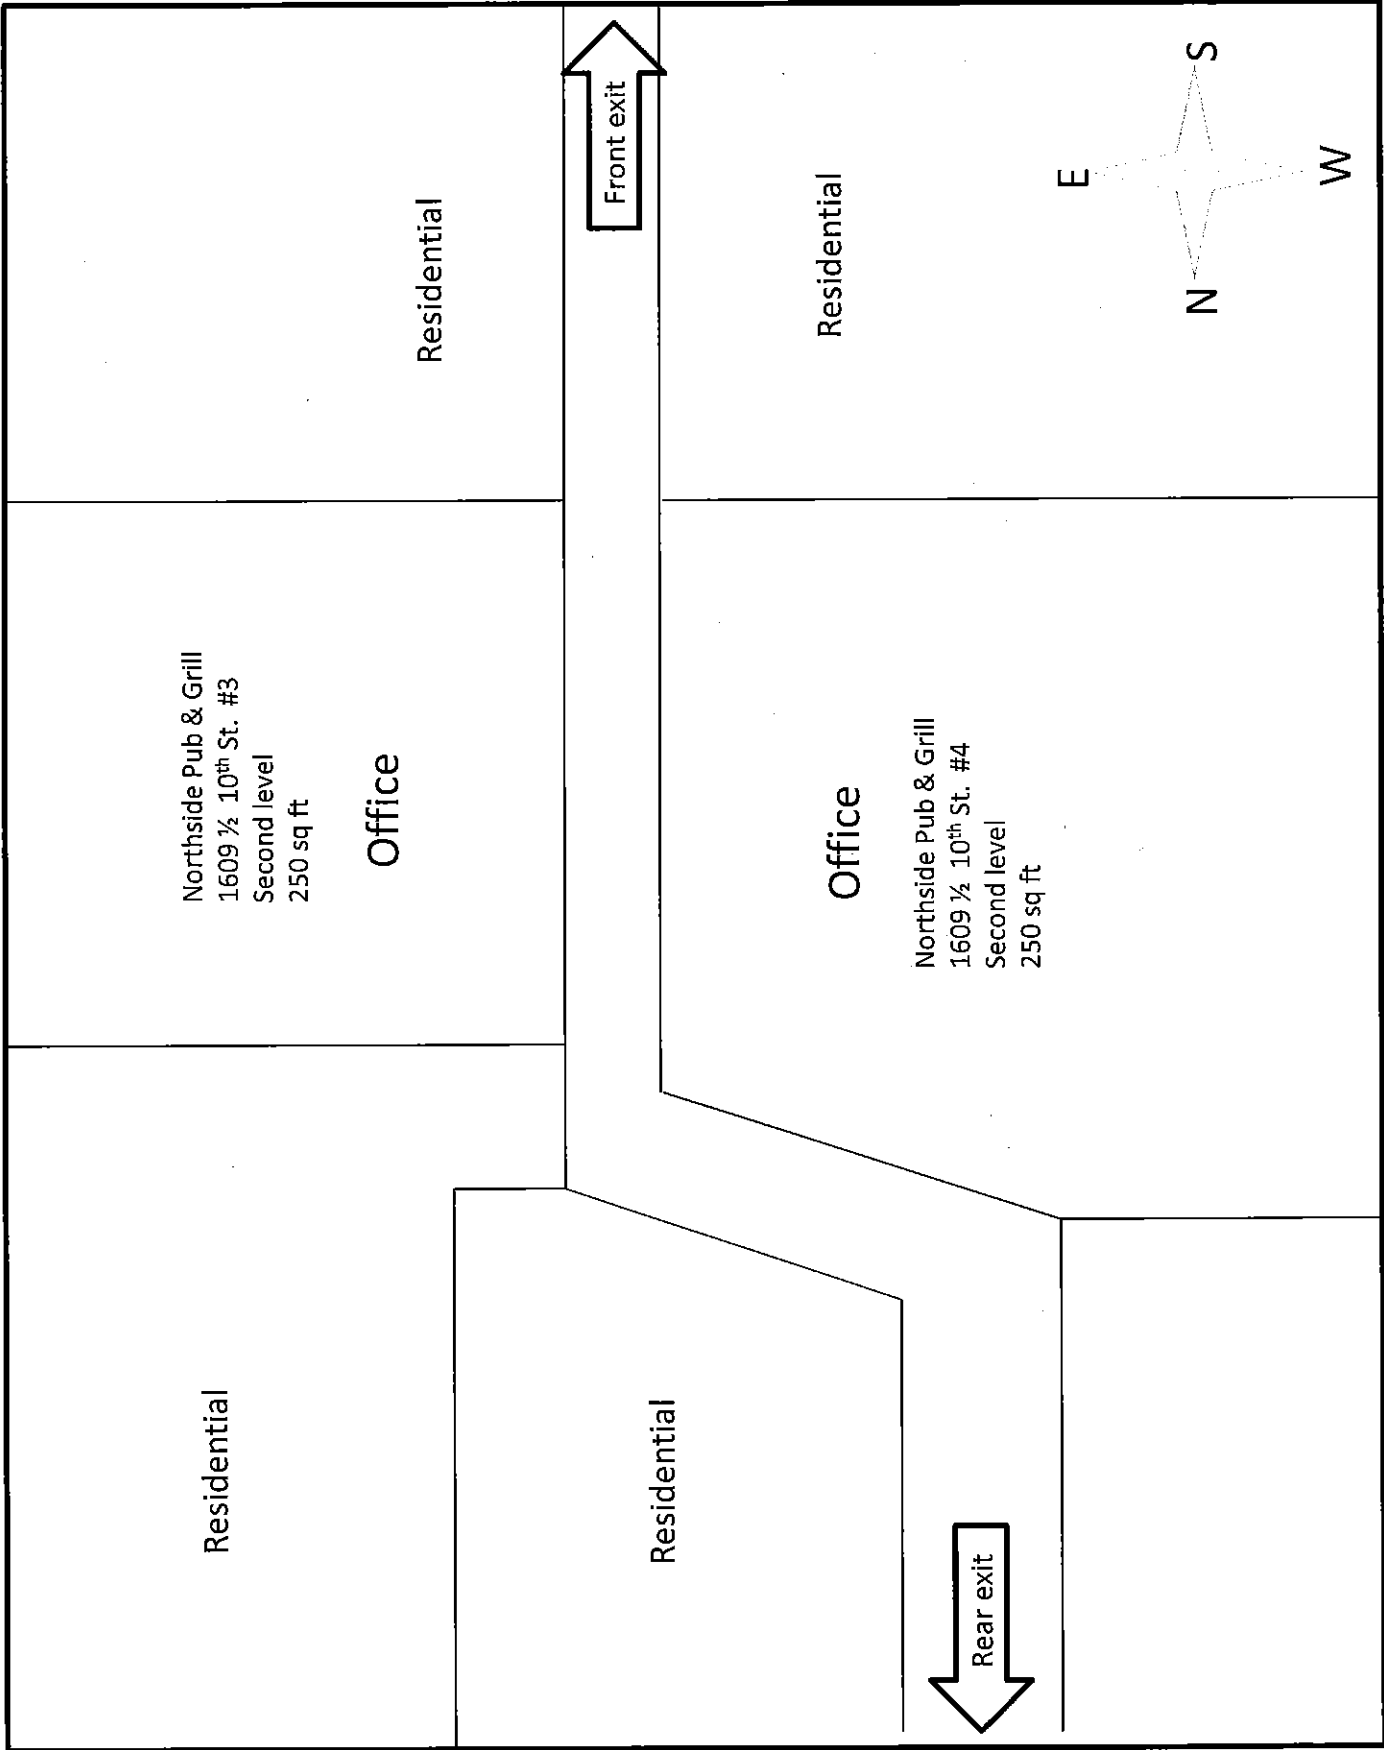 Residential
Northside Pub & Grill
1609 ½ 10th St. #3
Second level
250 sq ft
Office
Residential
Front exit
Residential
Residential
Office
Northside Pub & Grill
1609 ½ 10th St. #4
Second level
250 sq ft
Rear exit
E
N
S
W